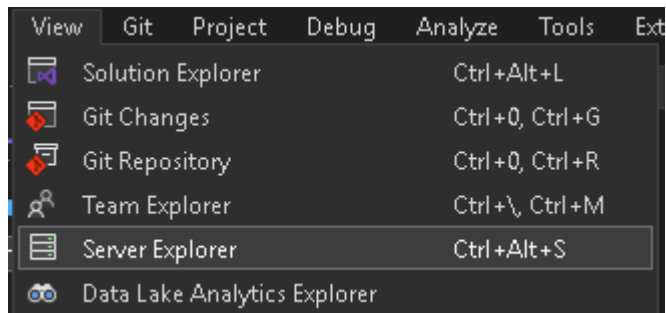 View Git Project Debug Analyze Tools Ext
Solution Explorer Ctrl+Alt+L
Git Changes Ctrl+0, Ctrl+G
Git Repository Ctrl+0, Ctrl+R
Team Explorer Ctrl+\, Ctrl+M
Server Explorer Ctrl+Alt+S
Data Lake Analytics Explorer